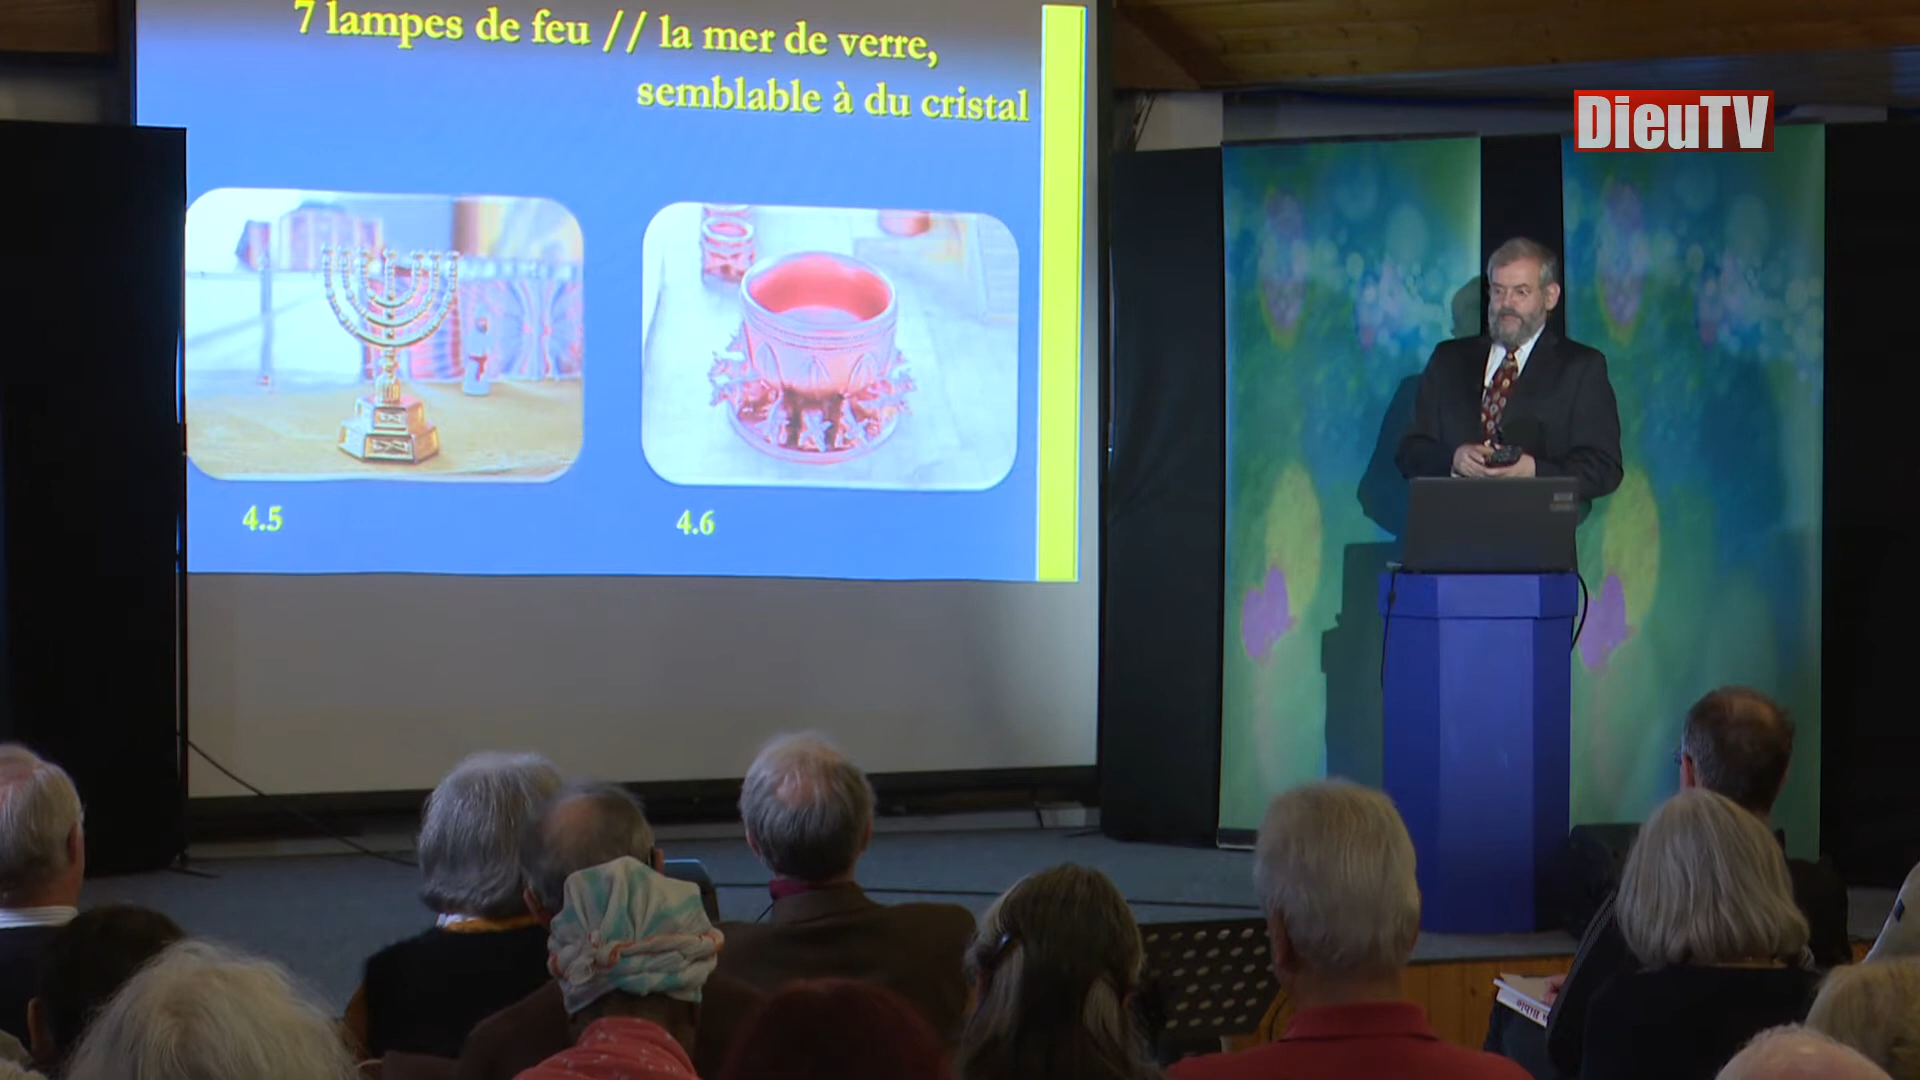 7 lampes de feu // la mer de verre,
semblable à du cristal
DieuTV
4.5
4.6